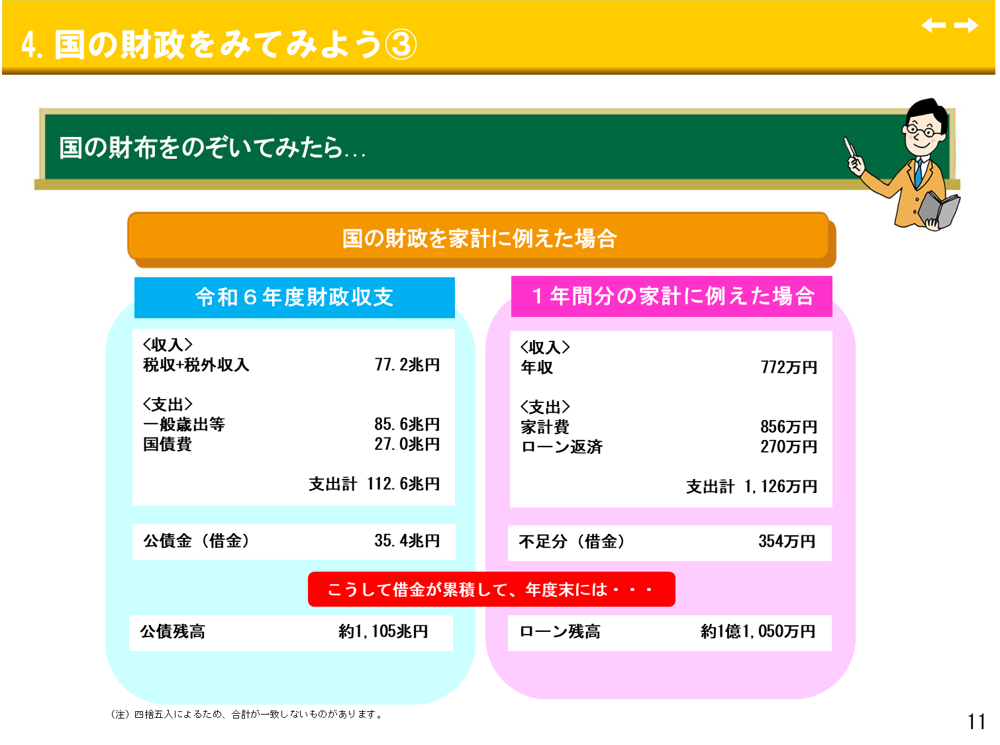 4. 国の財政をみてみよう③
国の財布をのぞいてみたら…
国の財政を家計に例えた場合
令和６年度財政収支
〈収入〉
税収+税外収入 77.2兆円
〈支出〉
一般歳出等 85.6兆円
国債費 27.0兆円
支出計 112.6兆円
公債金（借金） 35.4兆円
１年間分の家計に例えた場合
〈収入〉
年収 772万円
〈支出〉
家計費 856万円
ローン返済 270万円
支出計 1,126万円
不足分（借金） 354万円
こうして借金が累積して、年度末には・・・
公債残高 約1,105兆円
ローン残高 約1億1,050万円
（注）四捨五入によるため、合計が一致しないものがあります。
11